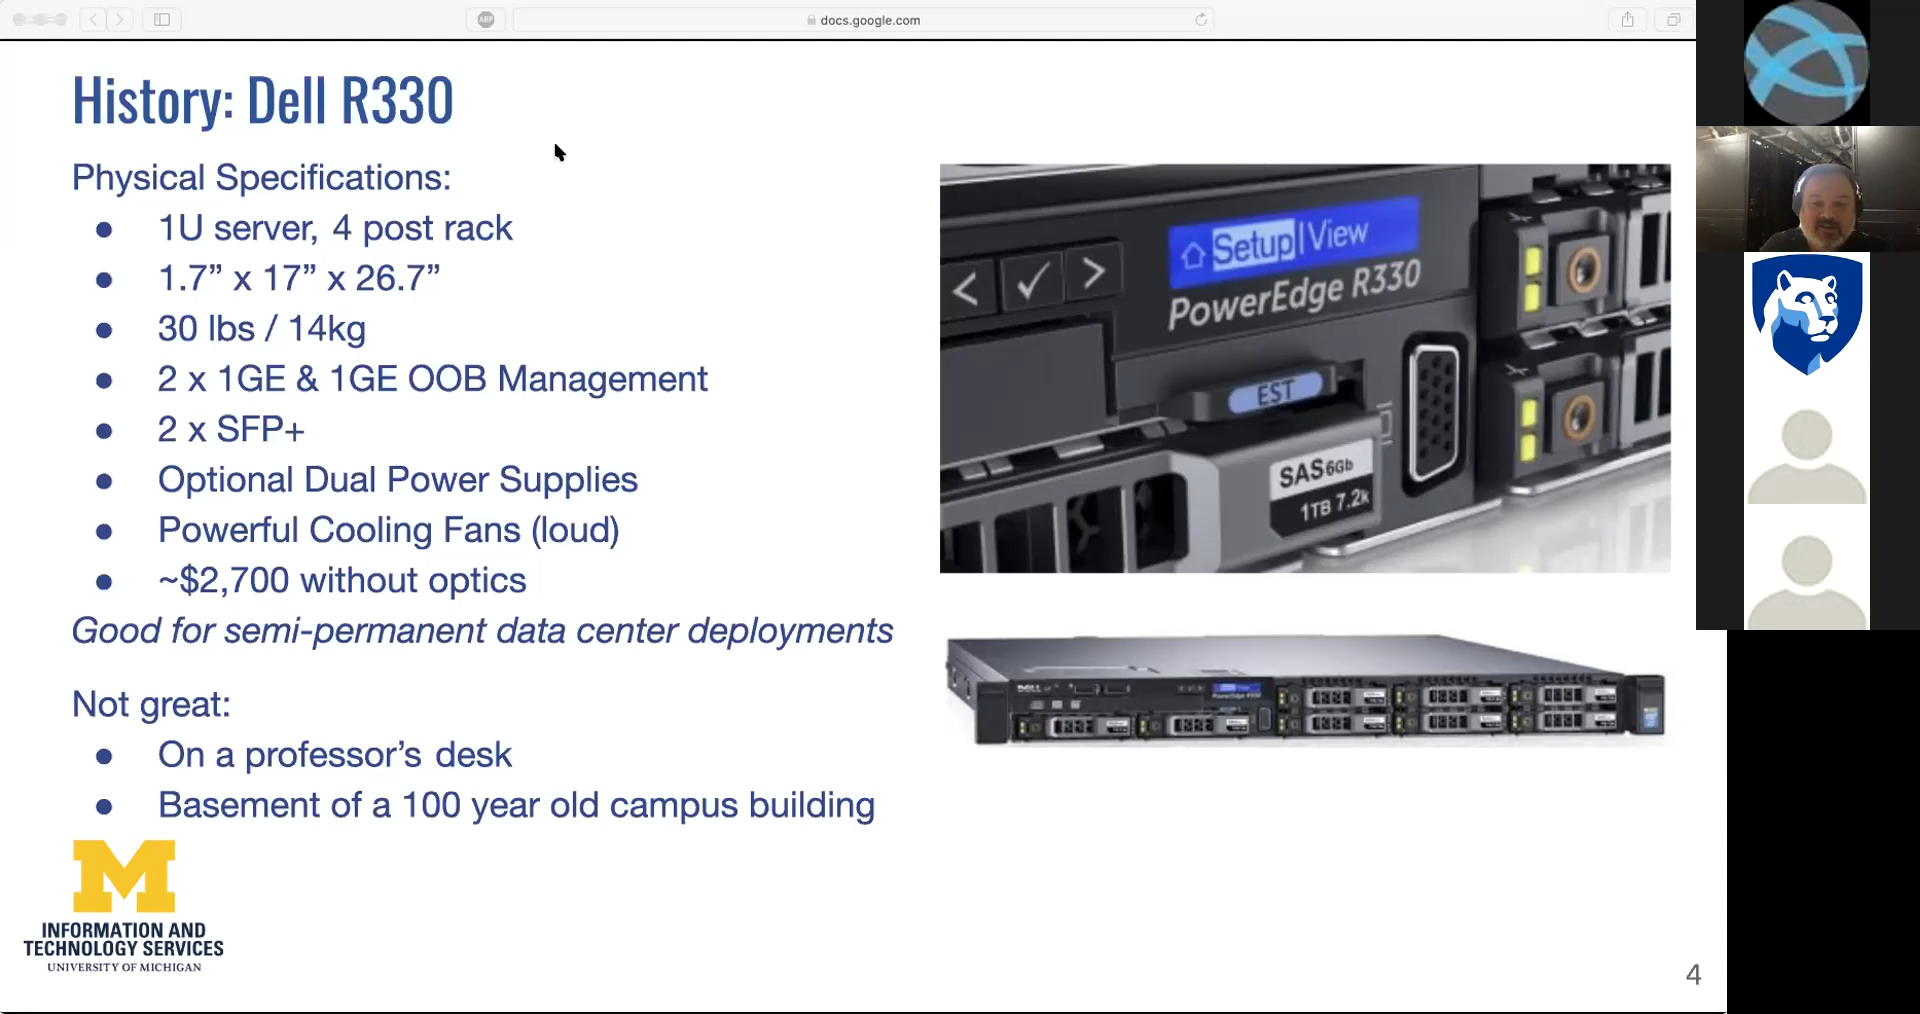 docs.google.com
History: Dell R330
Physical Specifications:
● 1U server, 4 post rack
● 1.7” x 17” x 26.7”
● 30 lbs / 14kg
● 2 x 1GE & 1GE OOB Management
● 2 x SFP+
● Optional Dual Power Supplies
● Powerful Cooling Fans (loud)
● ~$2,700 without optics
Good for semi-permanent data center deployments
Not great:
● On a professor’s desk
● Basement of a 100 year old campus building
Setup|View
PowerEdge R330
EST
SAS 6Gb
1TB 7.2k
DELL
M
INFORMATION AND
TECHNOLOGY SERVICES
UNIVERSITY OF MICHIGAN
4